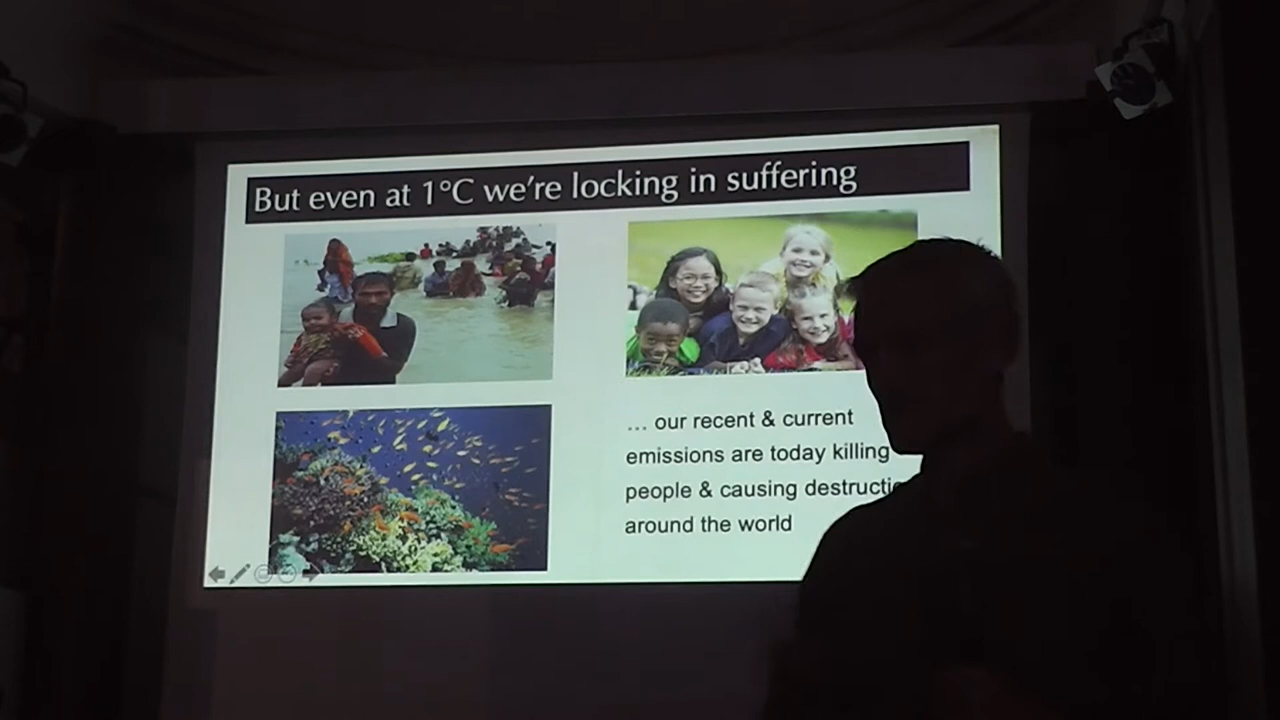 But even at 1°C we're locking in suffering
... our recent & current
emissions are today killing
people & causing
around the world